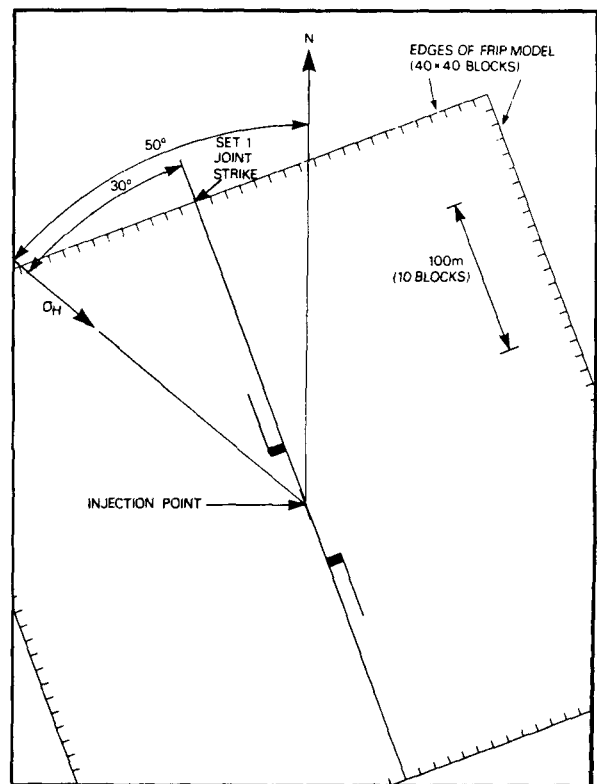 N
EDGES OF FRIP MODEL
(40×40 BLOCKS)
50°
SET 1
JOINT
STRIKE
30°
100m
(10 BLOCKS)
σH
INJECTION POINT